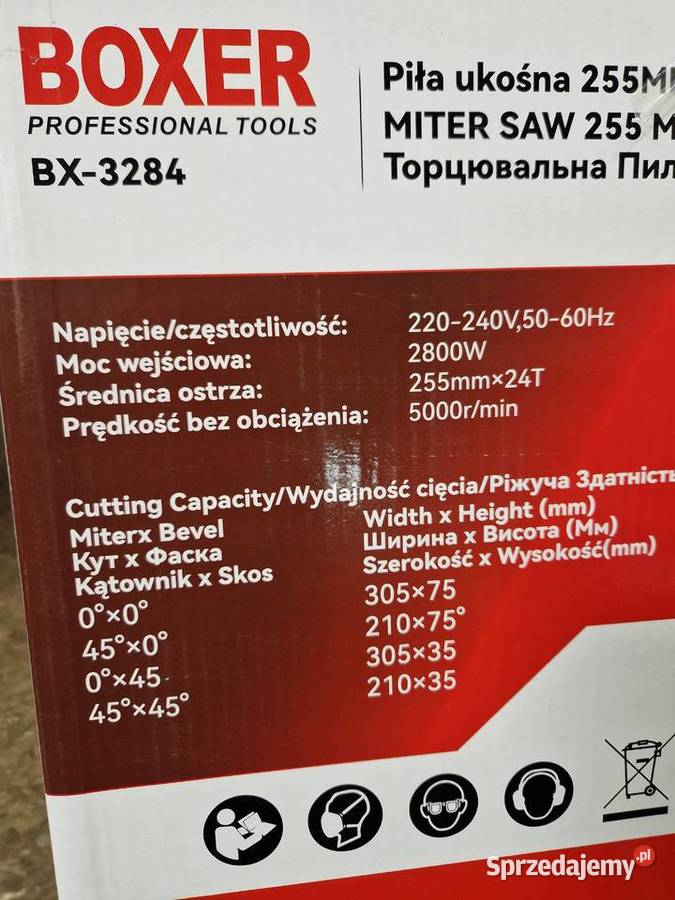 BOXER
PROFESSIONAL TOOLS
BX-3284
Piła ukośna 255M
MITER SAW 255 M
Торцювальна Пил
Napięcie/częstotliwość: 220-240V,50-60Hz
Moc wejściowa: 2800W
Średnica ostrza: 255mm×24T
Prędkość bez obciążenia: 5000r/min
Cutting Capacity/Wydajność cięcia/Ріжуча Здатність
Miterx Bevel Width x Height (mm)
Кут x Фаска Ширина x Висота (Мм)
Kątownik x Skos Szerokość x Wysokość(mm)
0°×0° 305×75
45°×0° 210×75°
0°×45 305×35
45°×45° 210×35
Sprzedajemy.pl